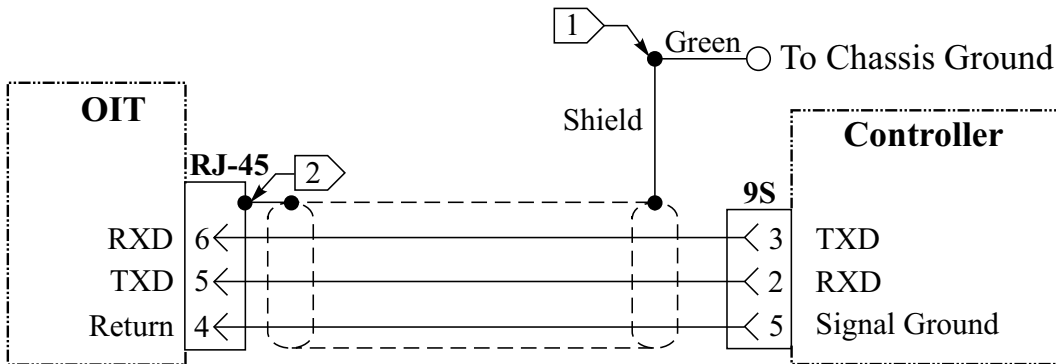 1
Green
To Chassis Ground
OIT
Shield
Controller
RJ-45
2
9S
RXD 6 3 TXD
TXD 5 2 RXD
Return 4 5 Signal Ground